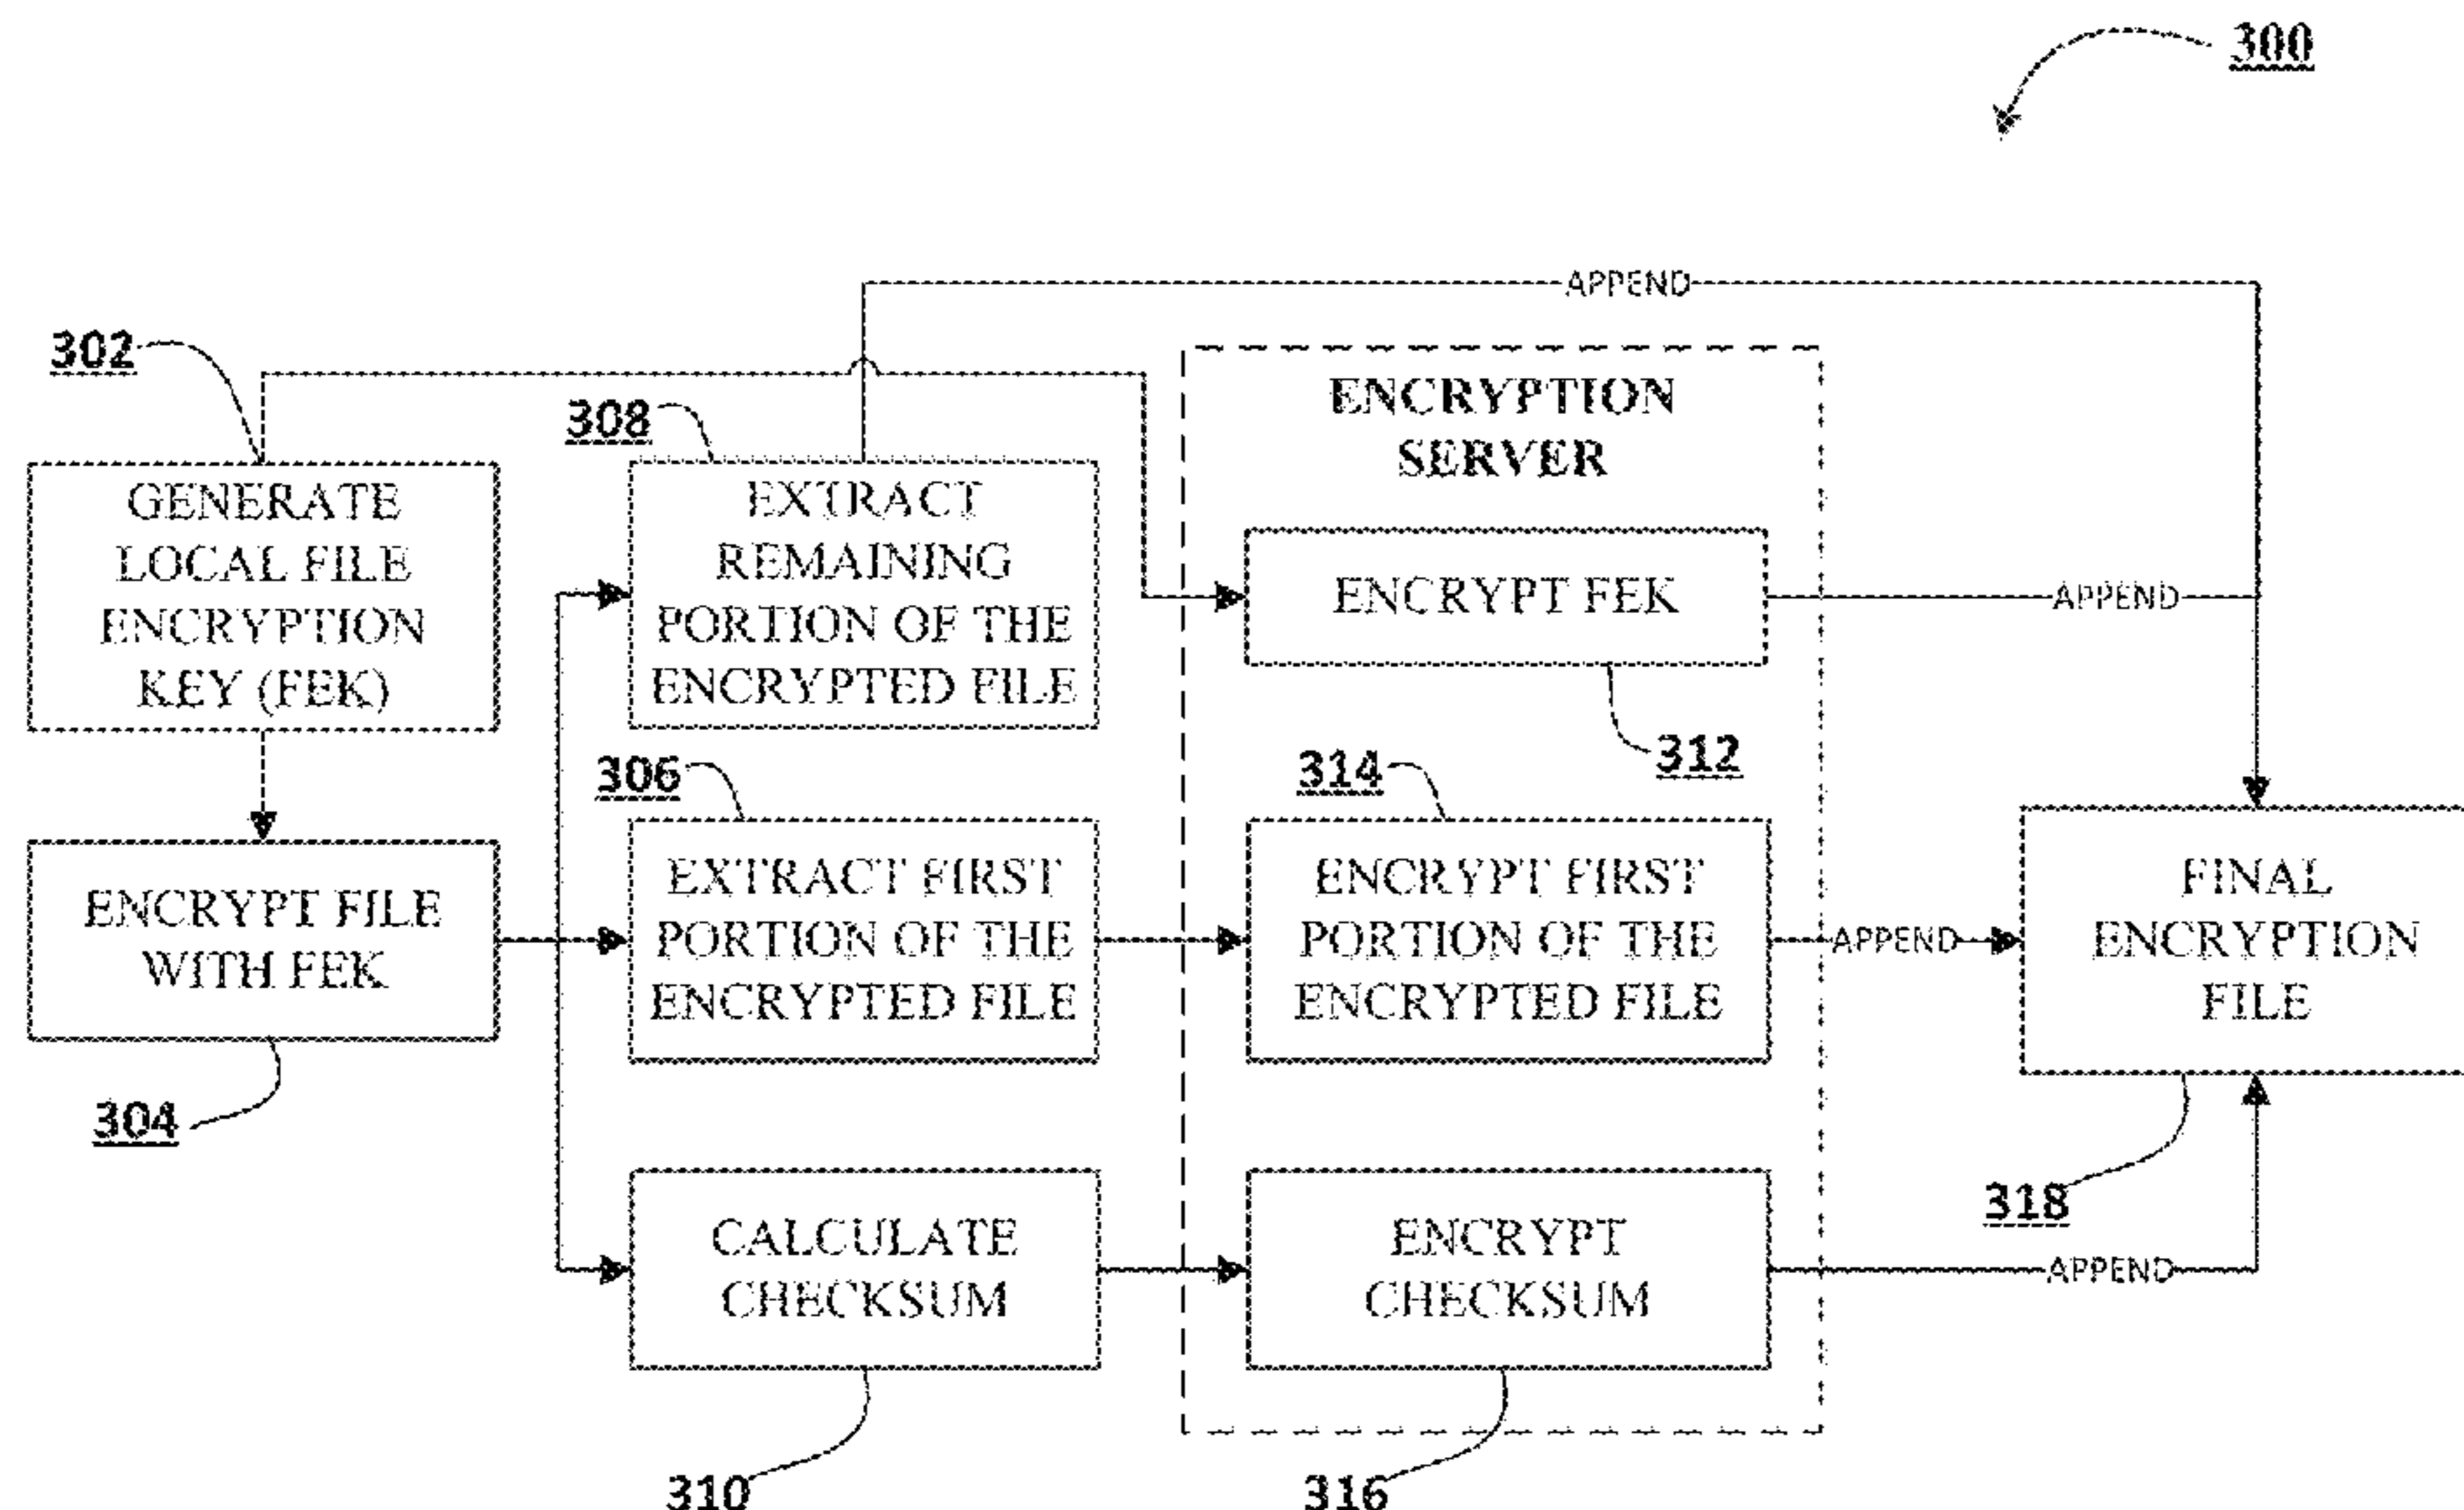 300
APPEND
302
308
ENCRYPTION
SERVER
GENERATE
LOCAL FILE
ENCRYPTION
KEY (FEK)
EXTRACT
REMAINING
PORTION OF THE
ENCRYPTED FILE
ENCRYPT FEK
APPEND
312
306
314
ENCRYPT FILE
WITH FEK
304
EXTRACT FIRST
PORTION OF THE
ENCRYPTED FILE
ENCRYPT FIRST
PORTION OF THE
ENCRYPTED FILE
APPEND
FINAL
ENCRYPTION
FILE
318
CALCULATE
CHECKSUM
ENCRYPT
CHECKSUM
APPEND
310
316